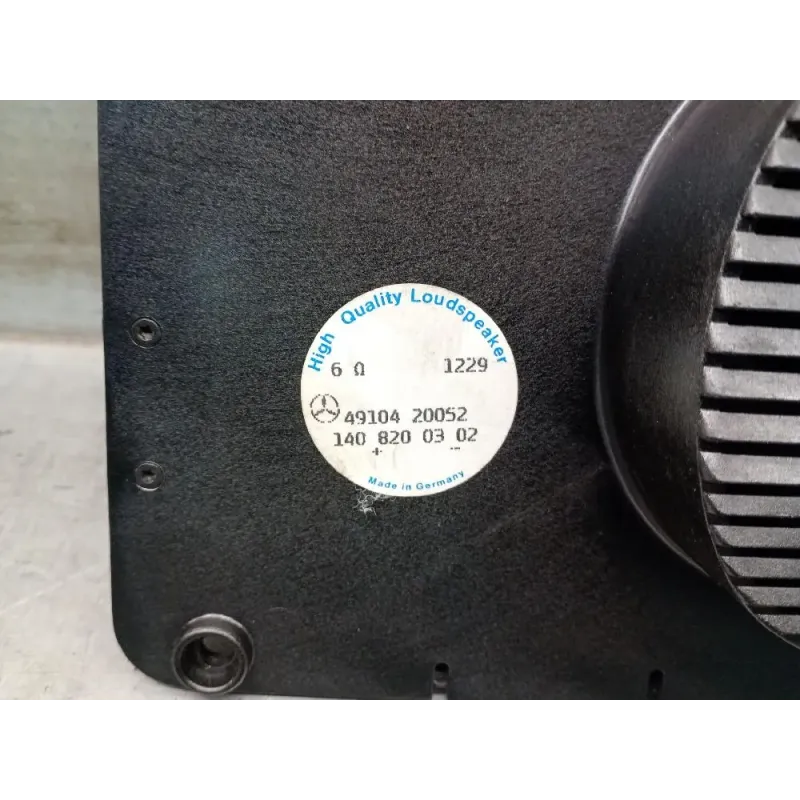 High Quality Loudspeaker
6 Ω 1229
49104 20052
140 820 03 02
+ -
Made in Germany